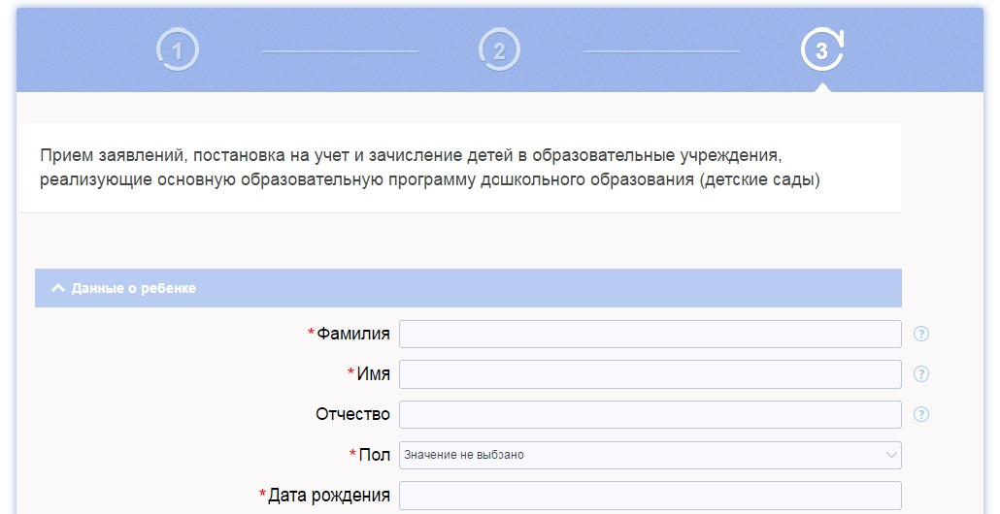 1 2 3
Прием заявлений, постановка на учет и зачисление детей в образовательные учреждения,
реализующие основную образовательную программу дошкольного образования (детские сады)
Данные о ребенке
*Фамилия ?
*Имя ?
Отчество ?
*Пол Значение не выбрано
*Дата рождения